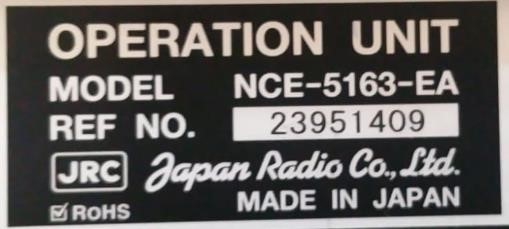 OPERATION UNIT
MODEL NCE-5163-EA
REF NO. 23951409
JRC Japan Radio Co., Ltd.
MADE IN JAPAN
☑ RoHS